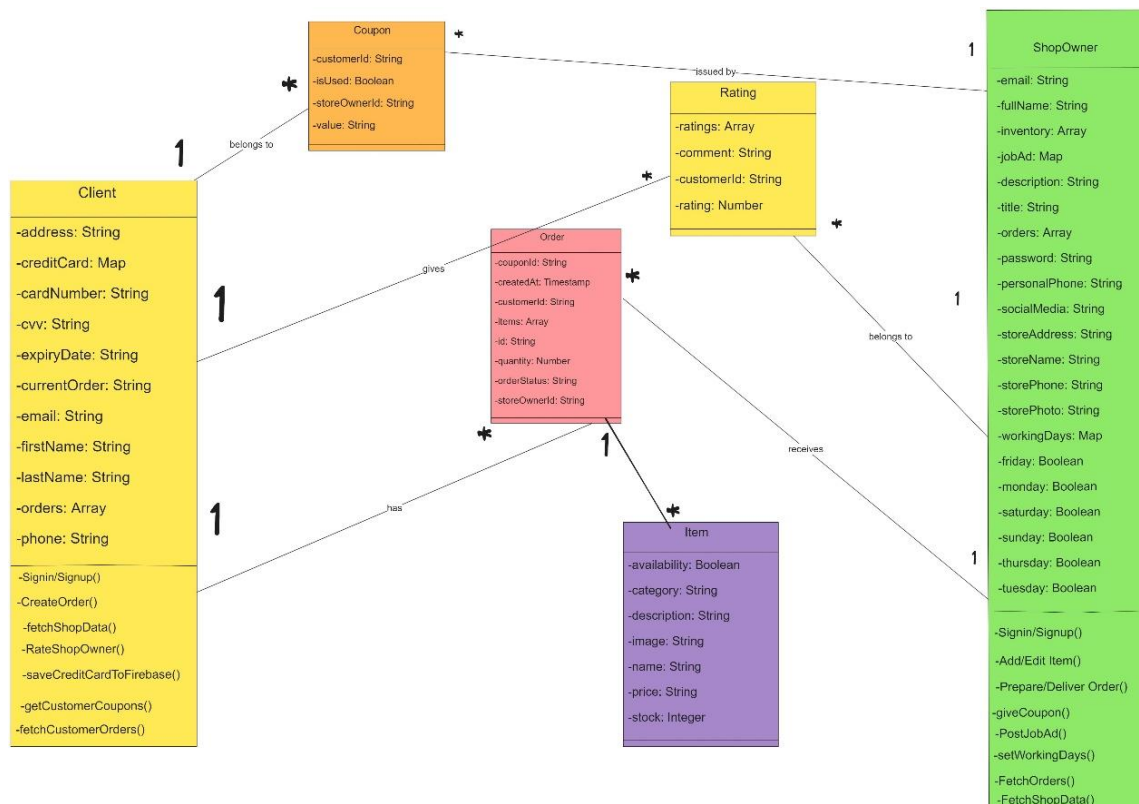 Coupon
-customerId: String
-isUsed: Boolean
-storeOwnerId: String
-value: String
*
*
issued by
1
belongs to
1
Rating
-ratings: Array
-comment: String
-customerId: String
-rating: Number
*
*
ShopOwner
-email: String
-fullName: String
-inventory: Array
-jobAd: Map
-description: String
-title: String
-orders: Array
-password: String
-personalPhone: String
-socialMedia: String
-storeAddress: String
-storeName: String
-storePhone: String
-storePhoto: String
-workingDays: Map
-friday: Boolean
-monday: Boolean
-saturday: Boolean
-sunday: Boolean
-thursday: Boolean
-tuesday: Boolean
-Signin/Signup()
-Add/Edit Item()
-Prepare/Deliver Order()
-giveCoupon()
-PostJobAd()
-setWorkingDays()
-FetchOrders()
-FetchShopData()
Client
-address: String
-creditCard: Map
-cardNumber: String
-cvv: String
-expiryDate: String
-currentOrder: String
-email: String
-firstName: String
-lastName: String
-orders: Array
-phone: String
-Signin/Signup()
-CreateOrder()
-fetchShopData()
-RateShopOwner()
-saveCreditCardToFirebase()
-getCustomerCoupons()
-fetchCustomerOrders()
1
gives
Order
-couponId: String
-createdAt: Timestamp
-customerId: String
-items: Array
-id: String
-quantity: Number
-orderStatus: String
-storeOwnerId: String
*
1
belongs to
*
1
receives
1
has
1
*
Item
-availability: Boolean
-category: String
-description: String
-image: String
-name: String
-price: String
-stock: Integer